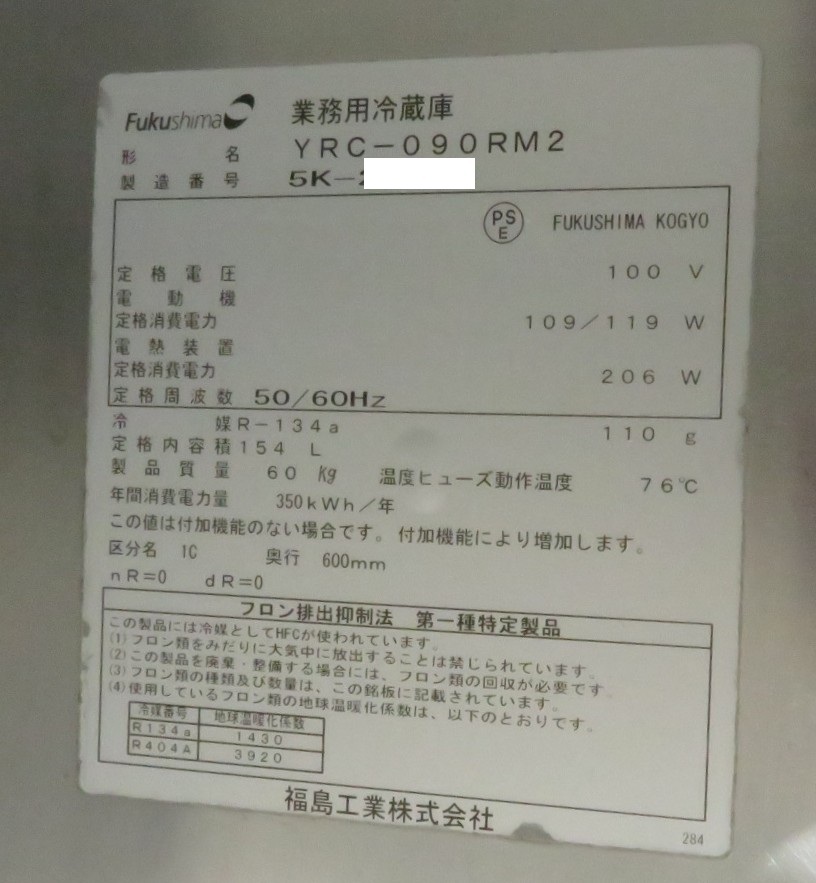 Fukushima 業務用冷蔵庫
形名 YRC-090RM2
製造番号 5K-
PSE FUKUSHIMA KOGYO
定格電圧 100 V
電動機
定格消費電力 109/119 W
電熱装置
定格消費電力 206 W
定格周波数 50/60Hz
冷媒 R-134a 110 g
定格内容積 154 L
製品質量 60 Kg 温度ヒューズ動作温度 76℃
年間消費電力量 350kWh/年
この値は付加機能のない場合です。付加機能により増加します。
区分名 1C 奥行 600mm
nR=0 dR=0
フロン排出抑制法 第一種特定製品
この製品には冷媒としてHFCが使われています。
(1)フロン類をみだりに大気中に放出することは禁じられています。
(2)この製品を廃棄・整備する場合には、フロン類の回収が必要です。
(3)フロン類の種類及び数量は、この銘板に記載されています。
(4)使用しているフロン類の地球温暖化係数は、以下のとおりです。
冷媒番号 地球温暖化係数
R134a 1430
R404A 3920
福島工業株式会社
284